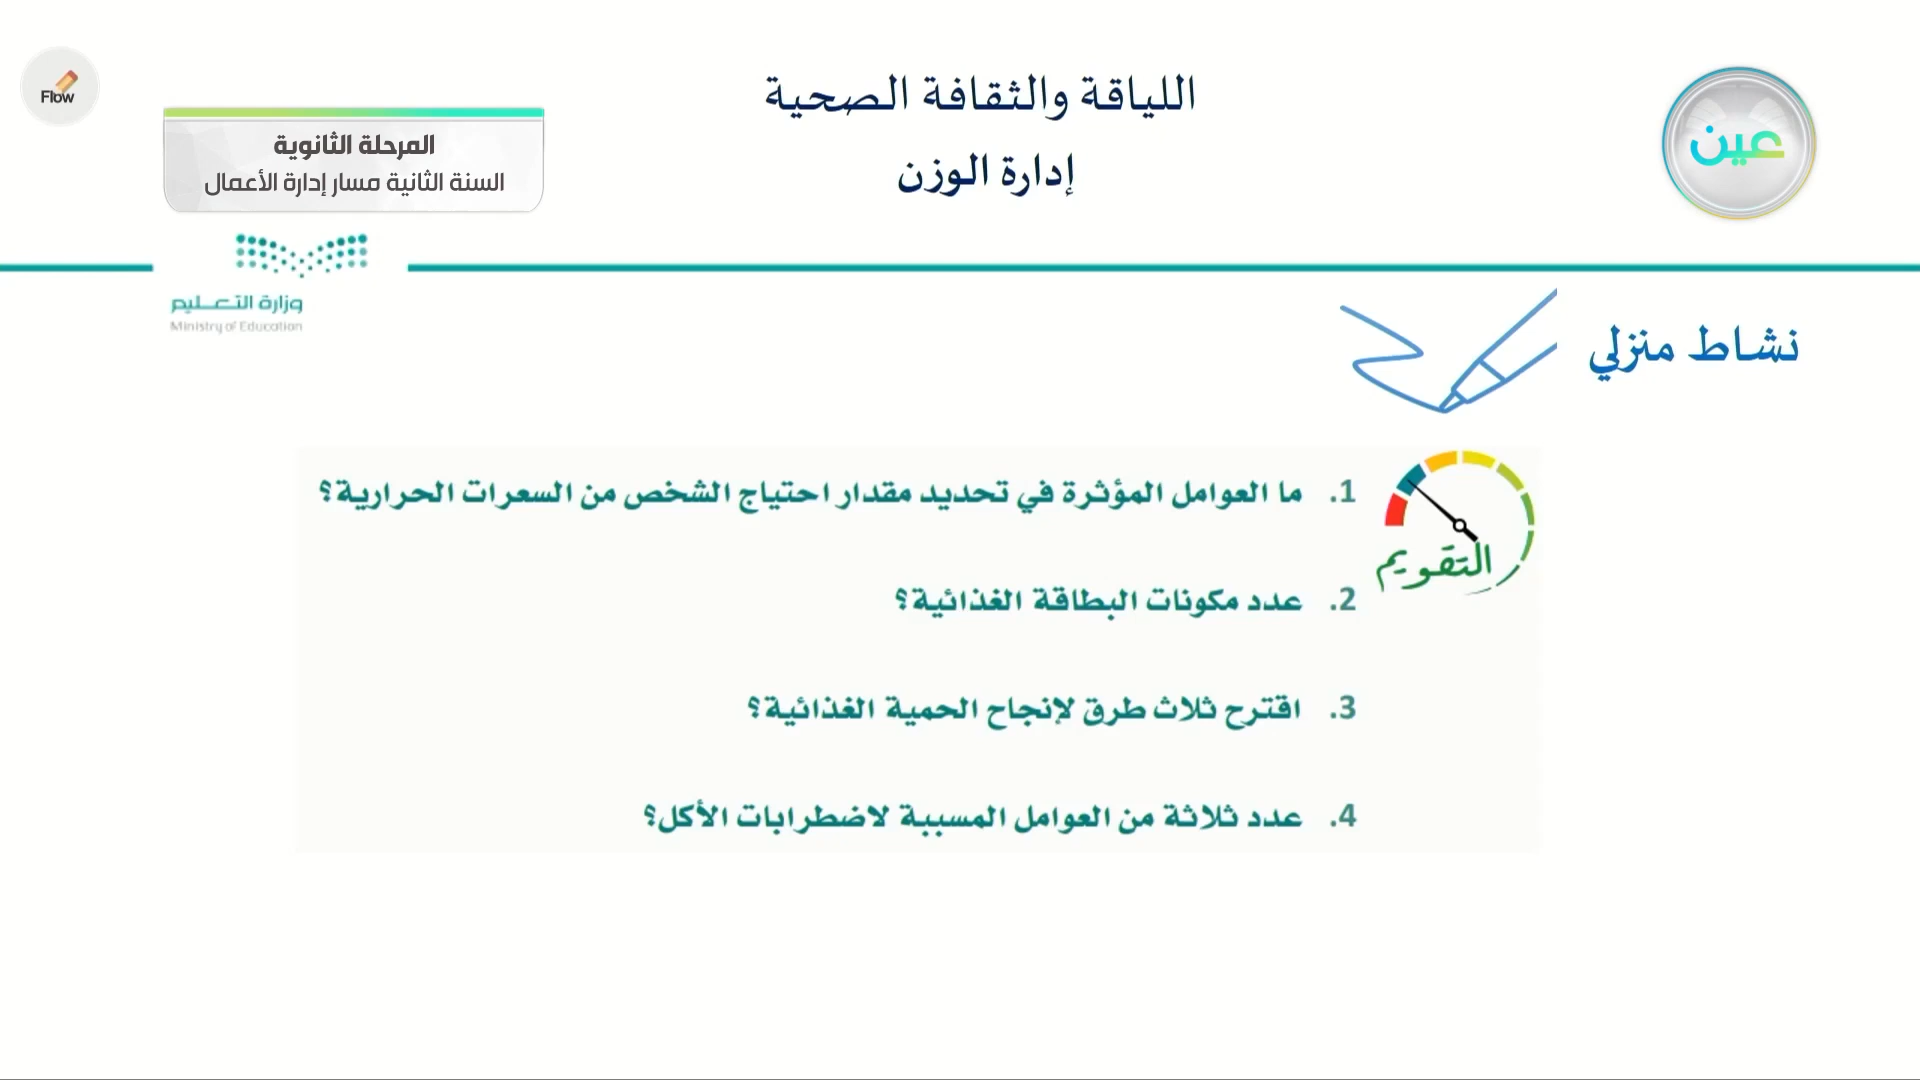 Flow
اللياقة والثقافة الصحية
إدارة الوزن
عين
المرحلة الثانوية
السنة الثانية مسار إدارة الأعمال
وزارة التعليم
Ministry of Education
نشاط منزلي
التقويم
1. ما العوامل المؤثرة في تحديد مقدار احتياج الشخص من السعرات الحرارية؟
2. عدد مكونات البطاقة الغذائية؟
3. اقترح ثلاث طرق لإنجاح الحمية الغذائية؟
4. عدد ثلاثة من العوامل المسببة لاضطرابات الأكل؟